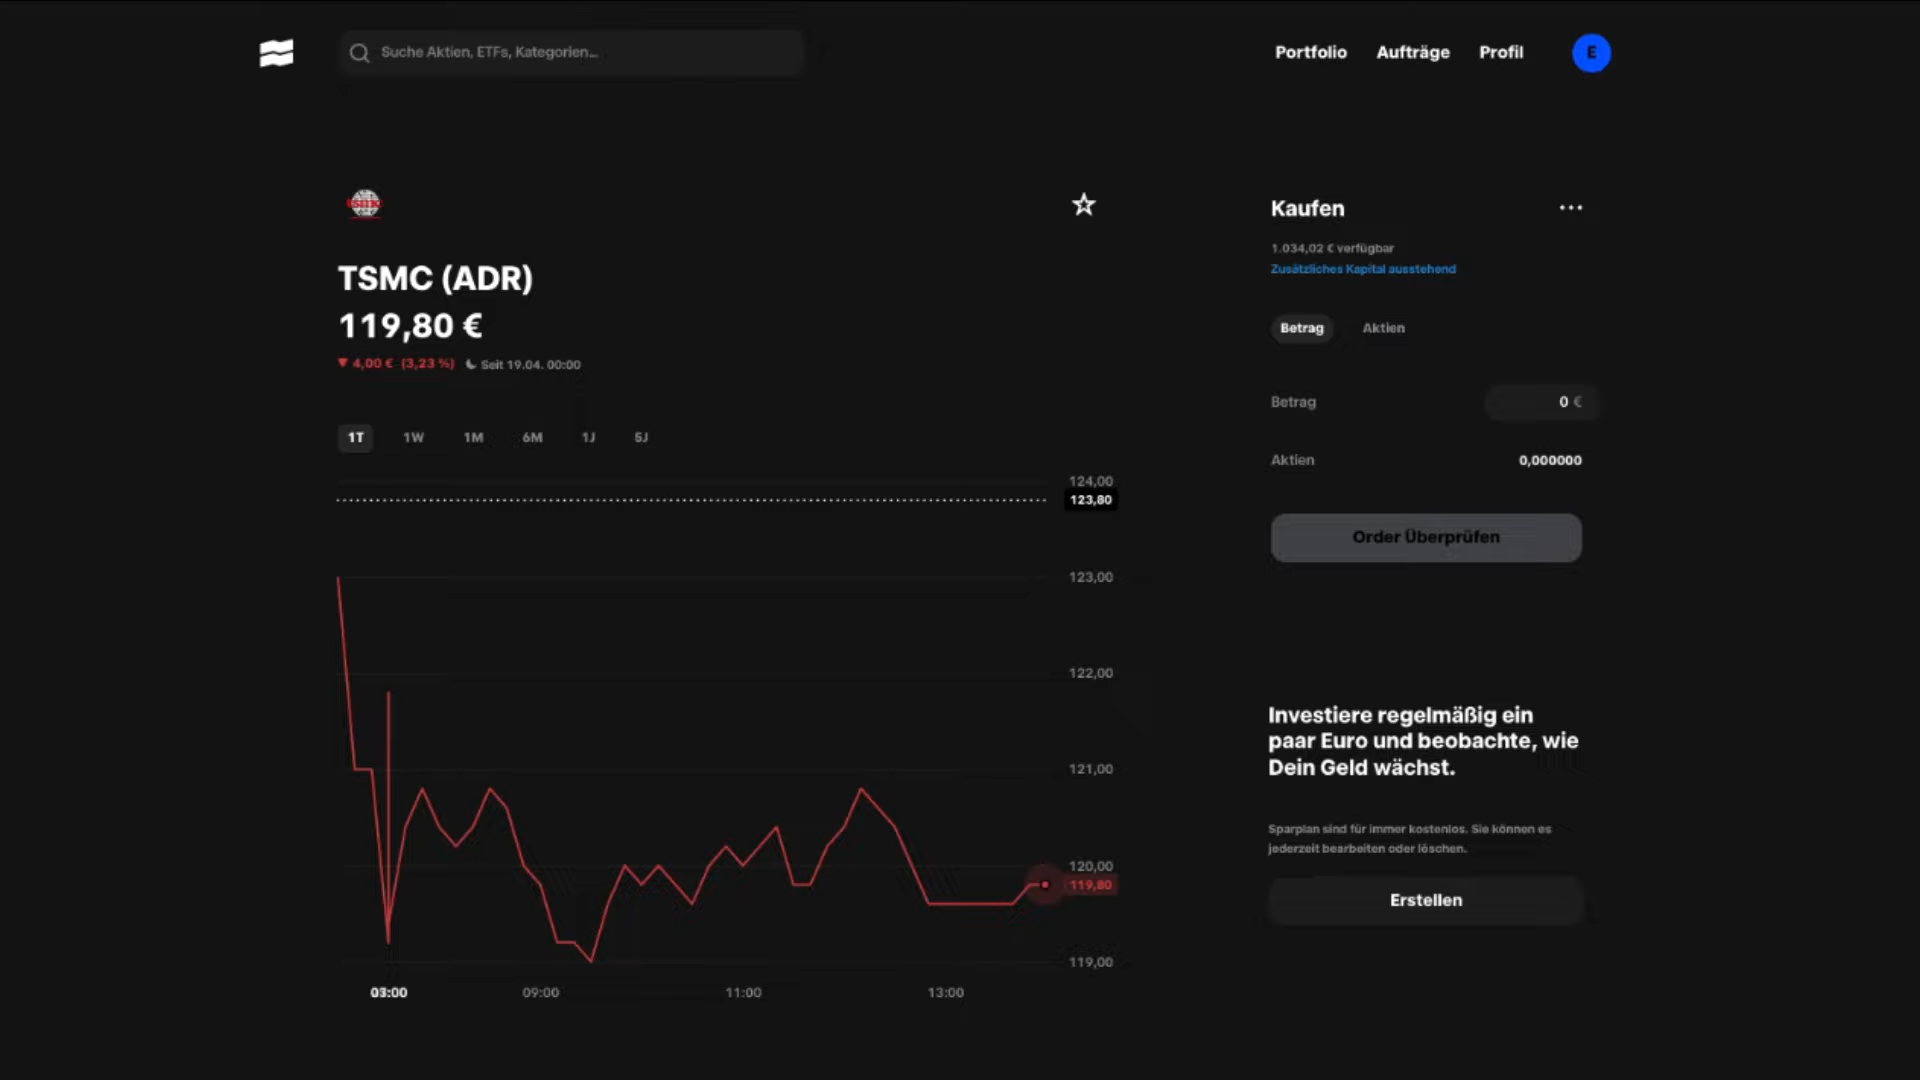 Suche Aktien, ETFs, Kategorien...
Portfolio
Aufträge
Profil
E
TSMC (ADR)
119,80 €
▼ 4,00 € (3,23 %) Seit 19.04. 00:00
1T
1W
1M
6M
1J
5J
124,00
123,80
123,00
122,00
121,00
120,00
119,80
119,00
09:00
11:00
13:00
Kaufen
1.034,02 € verfügbar
Zusätzliches Kapital ausstehend
Betrag
Aktien
Betrag
0 €
Aktien
0,000000
Order Überprüfen
Investiere regelmäßig ein
paar Euro und beobachte, wie
Dein Geld wächst.
Sparplan sind für immer kostenlos. Sie können es
jederzeit bearbeiten oder löschen.
Erstellen